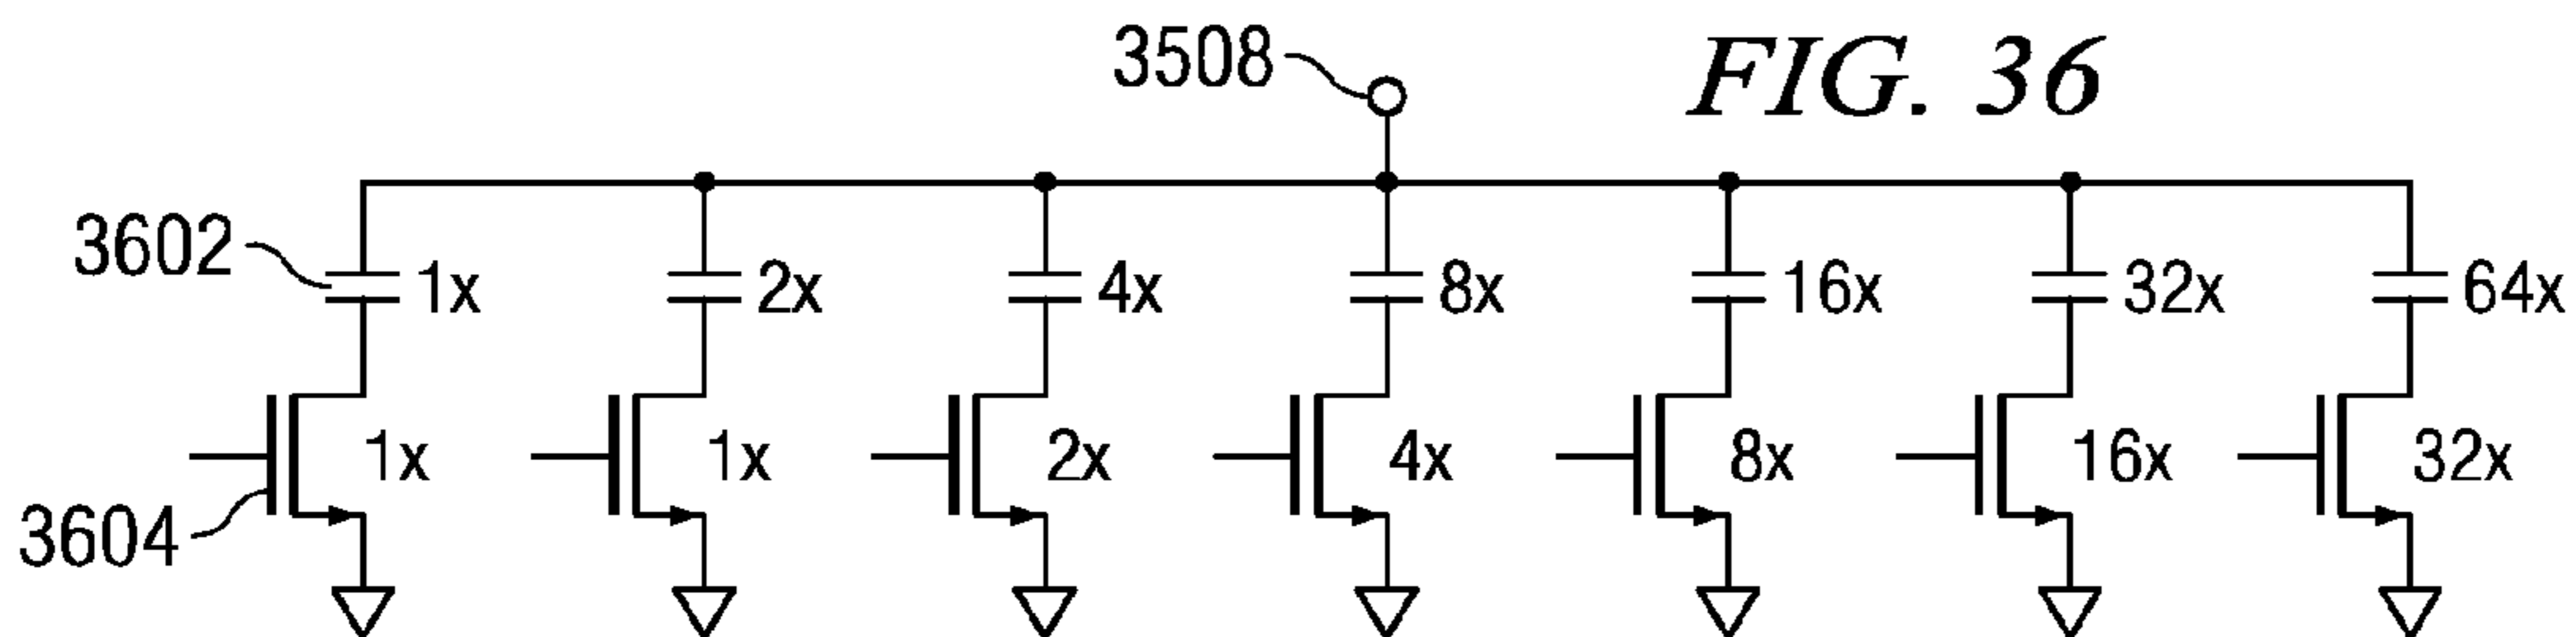 3508
FIG. 36
3602
1x 2x 4x 8x 16x 32x 64x
1x 1x 2x 4x 8x 16x 32x
3604